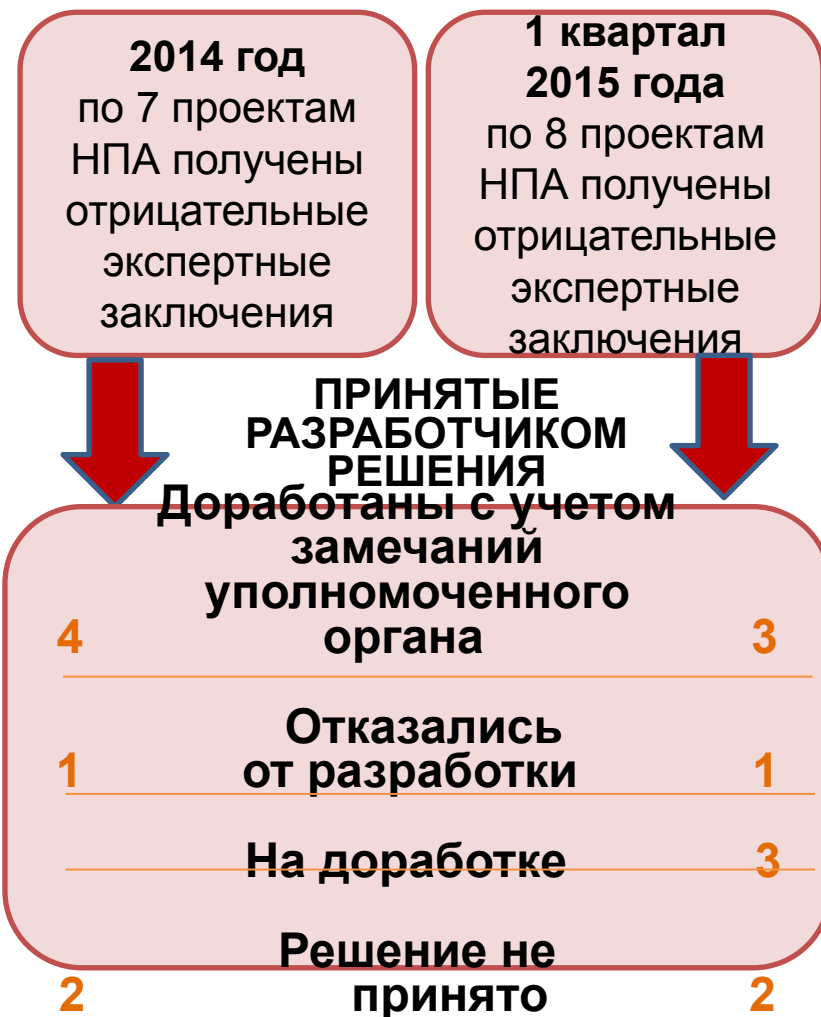 2014 год
по 7 проектам
НПА получены
отрицательные
экспертные
заключения
1 квартал
2015 года
по 8 проектам
НПА получены
отрицательные
экспертные
заключения
ПРИНЯТЫЕ
РАЗРАБОТЧИКОМ
РЕШЕНИЯ
Доработаны с учетом
замечаний
уполномоченного
4 органа 3
Отказались
1 от разработки 1
На доработке 3
Решение не
2 принято 2